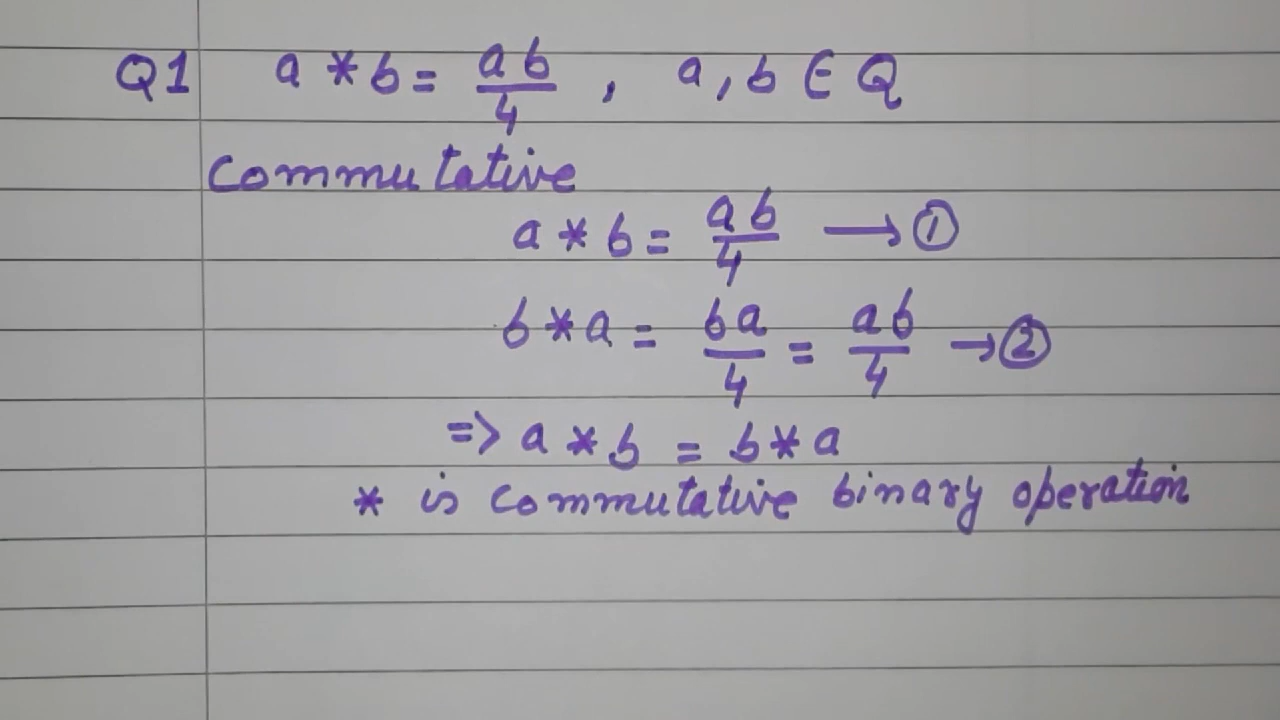 Q1 a * b = ab/4 , a, b ∈ Q
Commutative
a * b = ab/4 → ①
b * a = ba/4 = ab/4 → ②
=> a * b = b * a
* is commutative binary operation